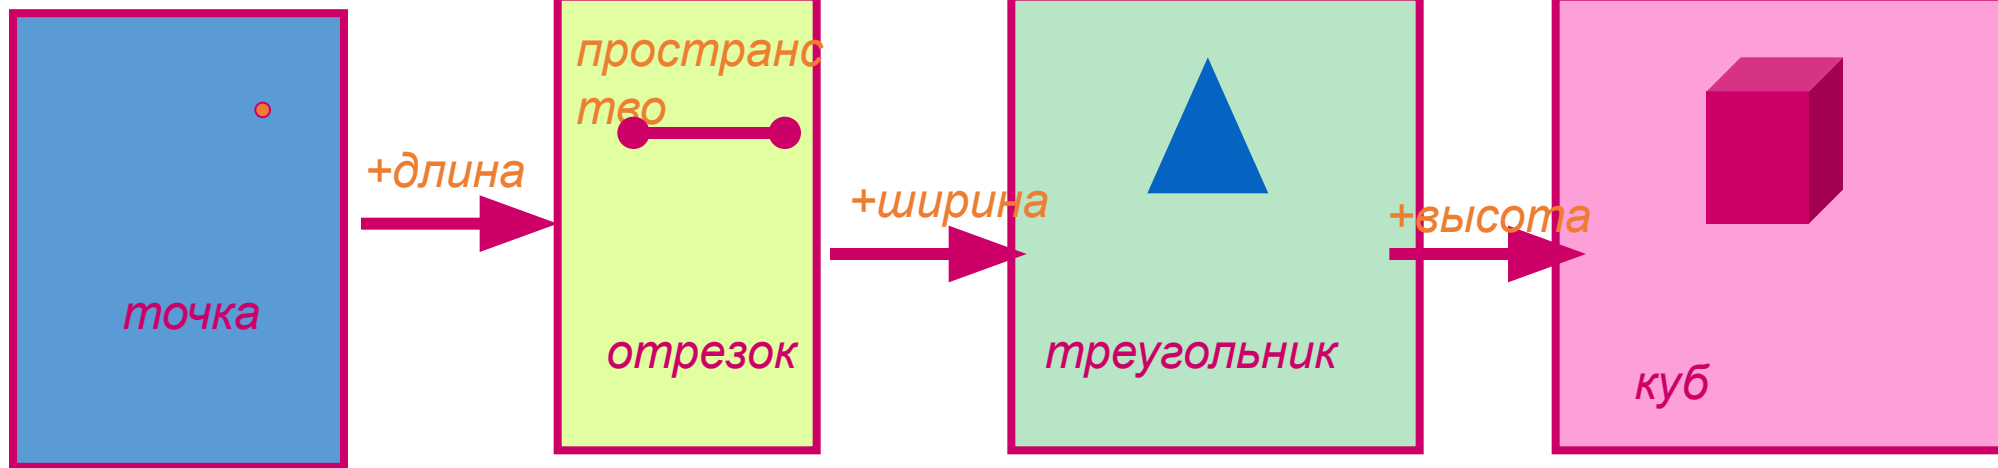 пространс
тво
+длина
+ширина
+высота
точка
отрезок
треугольник
куб